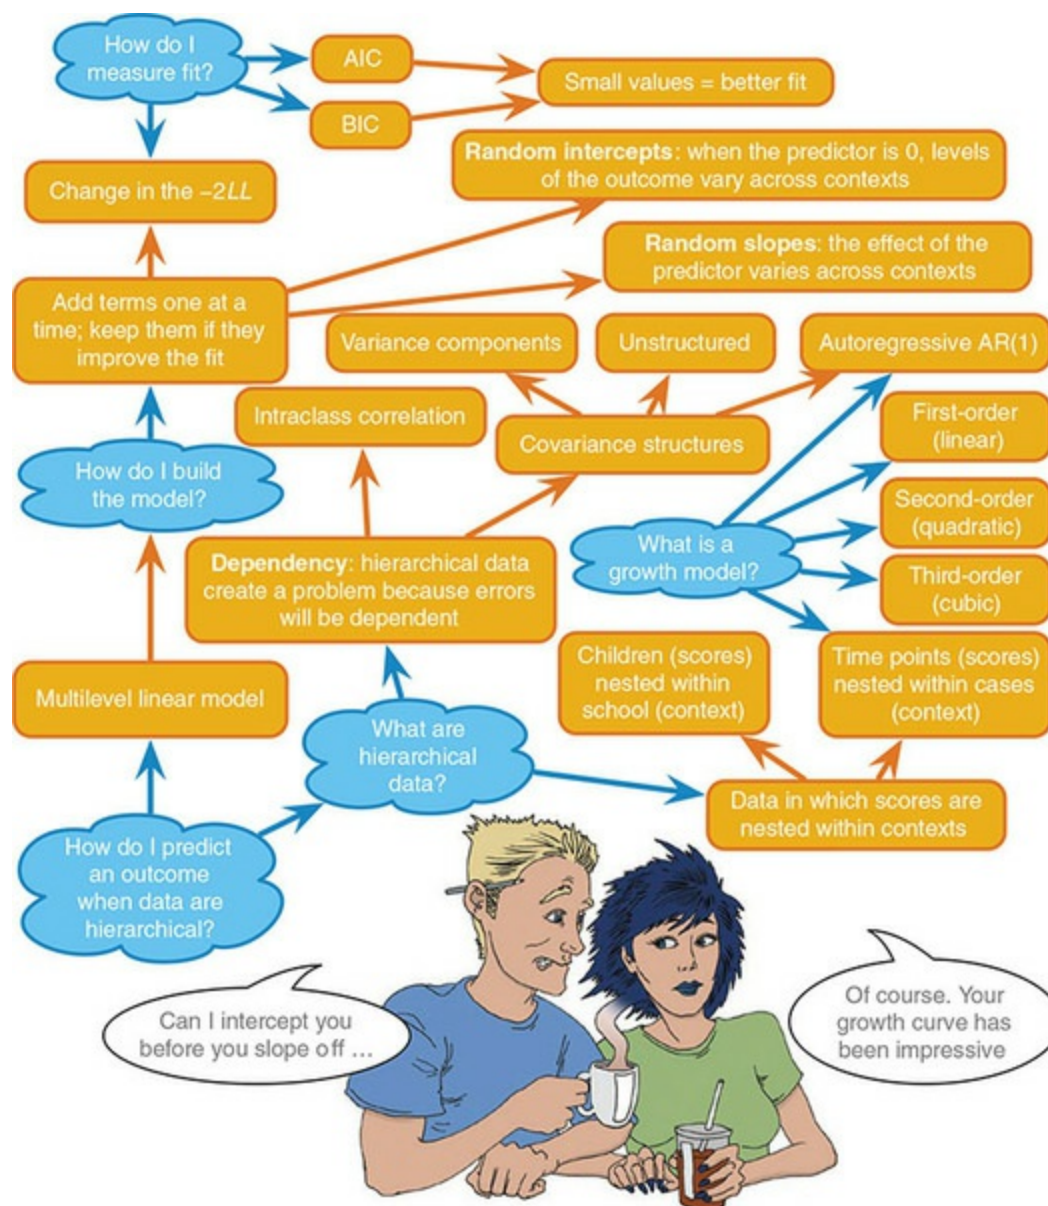 How do I
measure fit?
AIC
BIC
Small values = better fit
Change in the −2LL
Random intercepts: when the predictor is 0, levels
of the outcome vary across contexts
Random slopes: the effect of the
predictor varies across contexts
Add terms one at a
time; keep them if they
improve the fit
Variance components
Unstructured
Autoregressive AR(1)
Intraclass correlation
Covariance structures
First-order
(linear)
How do I build
the model?
Second-order
(quadratic)
What is a
growth model?
Dependency: hierarchical data
create a problem because errors
will be dependent
Third-order
(cubic)
Children (scores)
nested within
school (context)
Time points (scores)
nested within cases
(context)
Multilevel linear model
What are
hierarchical
data?
Data in which scores are
nested within contexts
How do I predict
an outcome
when data are
hierarchical?
Can I intercept you
before you slope off ...
Of course. Your
growth curve has
been impressive